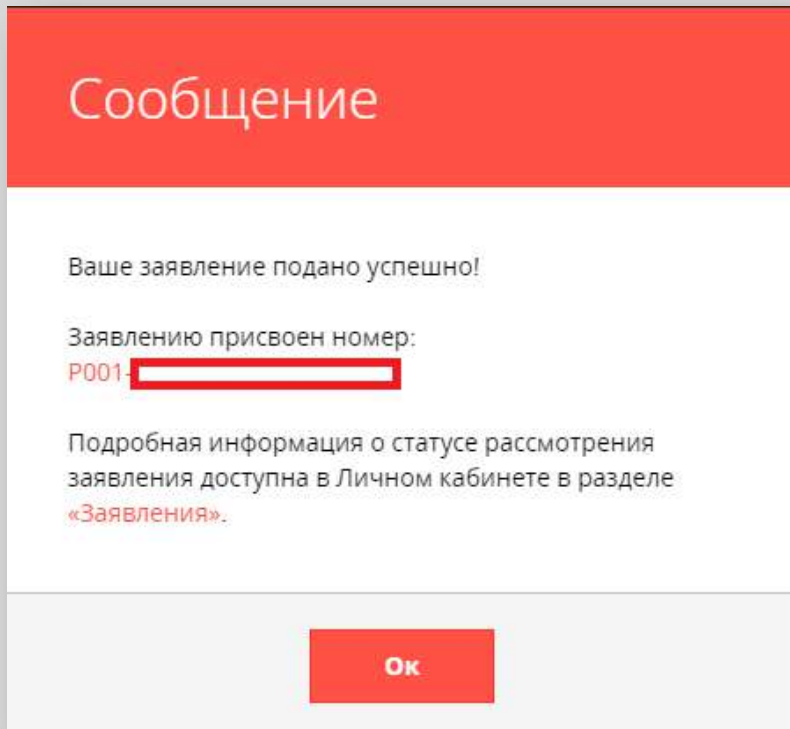 Сообщение
Ваше заявление подано успешно!
Заявлению присвоен номер:
P001-
Подробная информация о статусе рассмотрения
заявления доступна в Личном кабинете в разделе
«Заявления».
Ок